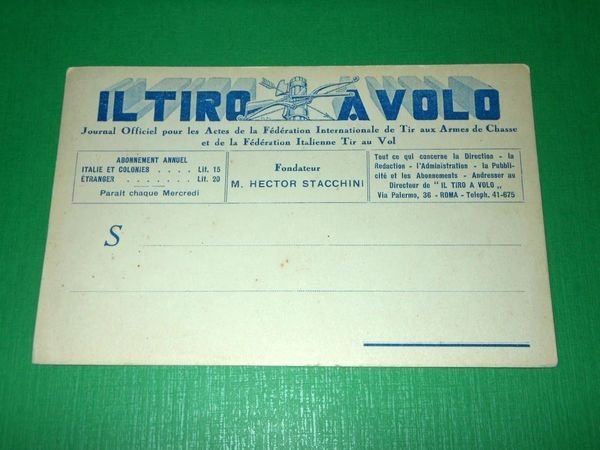 IL TIRO A VOLO
Journal Officiel pour les Actes de la Fédération Internationale de Tir aux Armes de Chasse
et de la Fédération Italienne Tir au Vol
ABONNEMENT ANNUEL
ITALIE ET COLONIES . . . . Lit. 15
ÉTRANGER . . . . . . . . Lit. 20
Paraît chaque Mercredi
Fondateur
M. HECTOR STACCHINI
Tout ce qui concerne la Direction - la
Redaction - l'Administration - la Publi-
cité et les Abonnements - Andresser au
Directeur de " IL TIRO A VOLO „
Via Palermo, 36 - ROMA - Teleph. 41-675
S